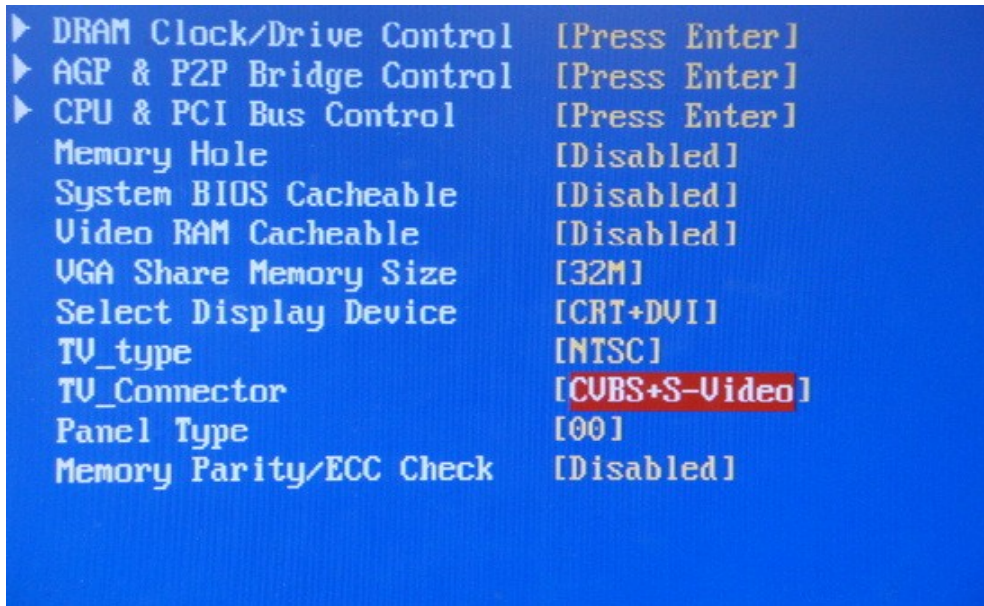 ▶ DRAM Clock/Drive Control [Press Enter]
▶ AGP & P2P Bridge Control [Press Enter]
▶ CPU & PCI Bus Control [Press Enter]
Memory Hole [Disabled]
System BIOS Cacheable [Disabled]
Video RAM Cacheable [Disabled]
VGA Share Memory Size [32M]
Select Display Device [CRT+DVI]
TV_type [NTSC]
TV_Connector [CVBS+S-Video]
Panel Type [00]
Memory Parity/ECC Check [Disabled]